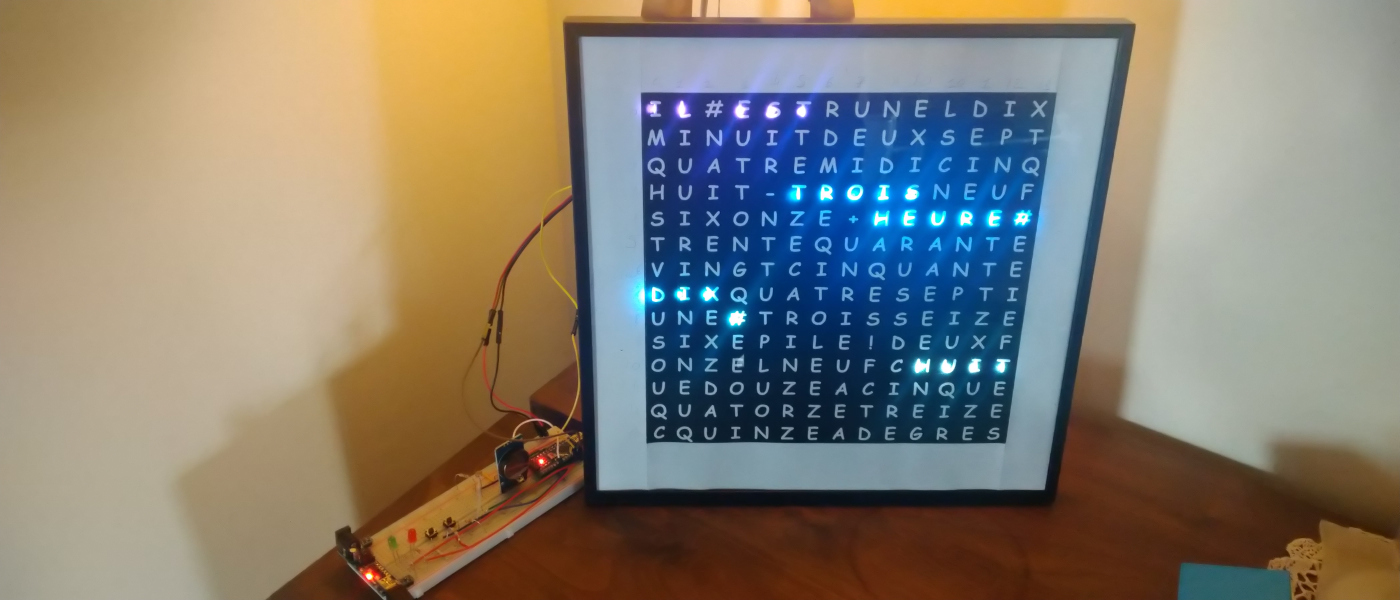 IL#ESTRUNELDIX
MINUITDEUXSEPT
QUATREMIDICINQ
HUIT-TROISNEUF
SIXONZE+HEURE#
TRENTEQUARANTE
VINGTCINQUANTE
DIXQUATRESEPTI
UNE#TROISSEIZE
SIXEPILE!DEUXF
ONZELNEUFCHUIT
UEDOUZEACINQUE
QUATORZETREIZE
CQUINZEADEGRES